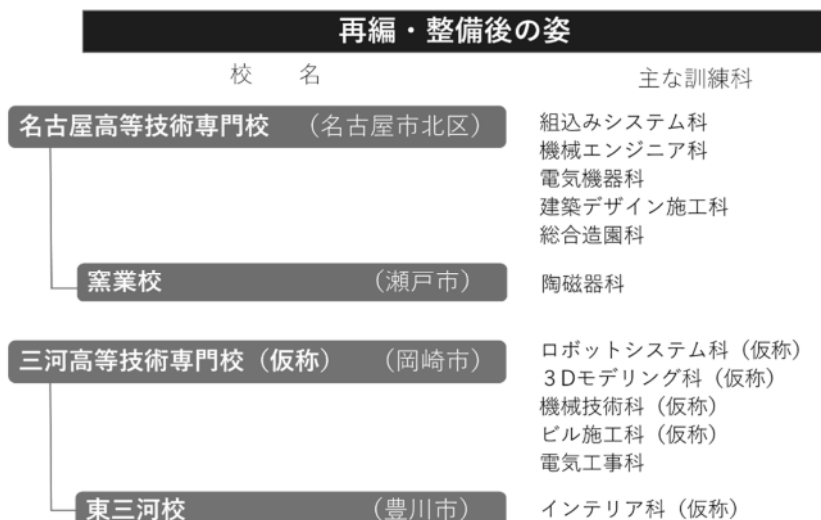 再編・整備後の姿
校　　名
主な訓練科
名古屋高等技術専門校　（名古屋市北区）
組込みシステム科
機械エンジニア科
電気機器科
建築デザイン施工科
総合造園科
窯業校　（瀬戸市）
陶磁器科
三河高等技術専門校（仮称）　（岡崎市）
ロボットシステム科（仮称）
３Dモデリング科（仮称）
機械技術科（仮称）
ビル施工科（仮称）
電気工事科
東三河校　（豊川市）
インテリア科（仮称）